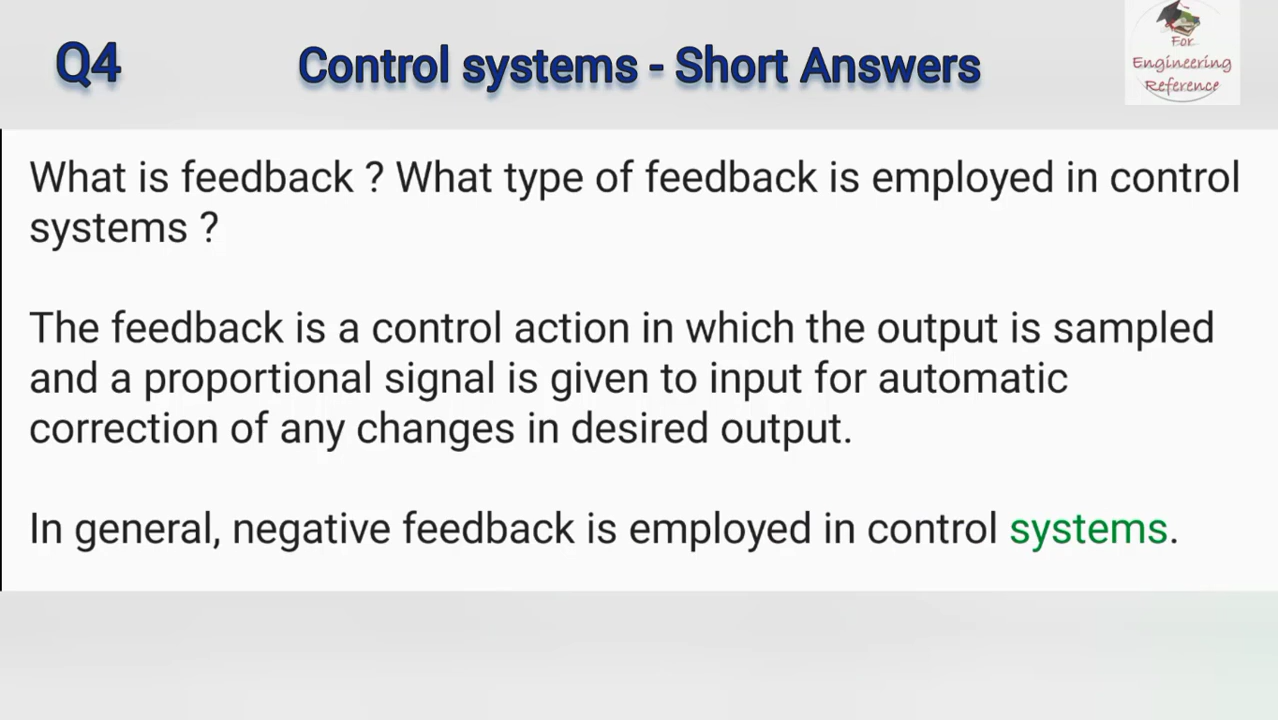 Q4
Control systems - Short Answers
For
Engineering
Reference
What is feedback ? What type of feedback is employed in control
systems ?
The feedback is a control action in which the output is sampled
and a proportional signal is given to input for automatic
correction of any changes in desired output.
In general, negative feedback is employed in control systems.